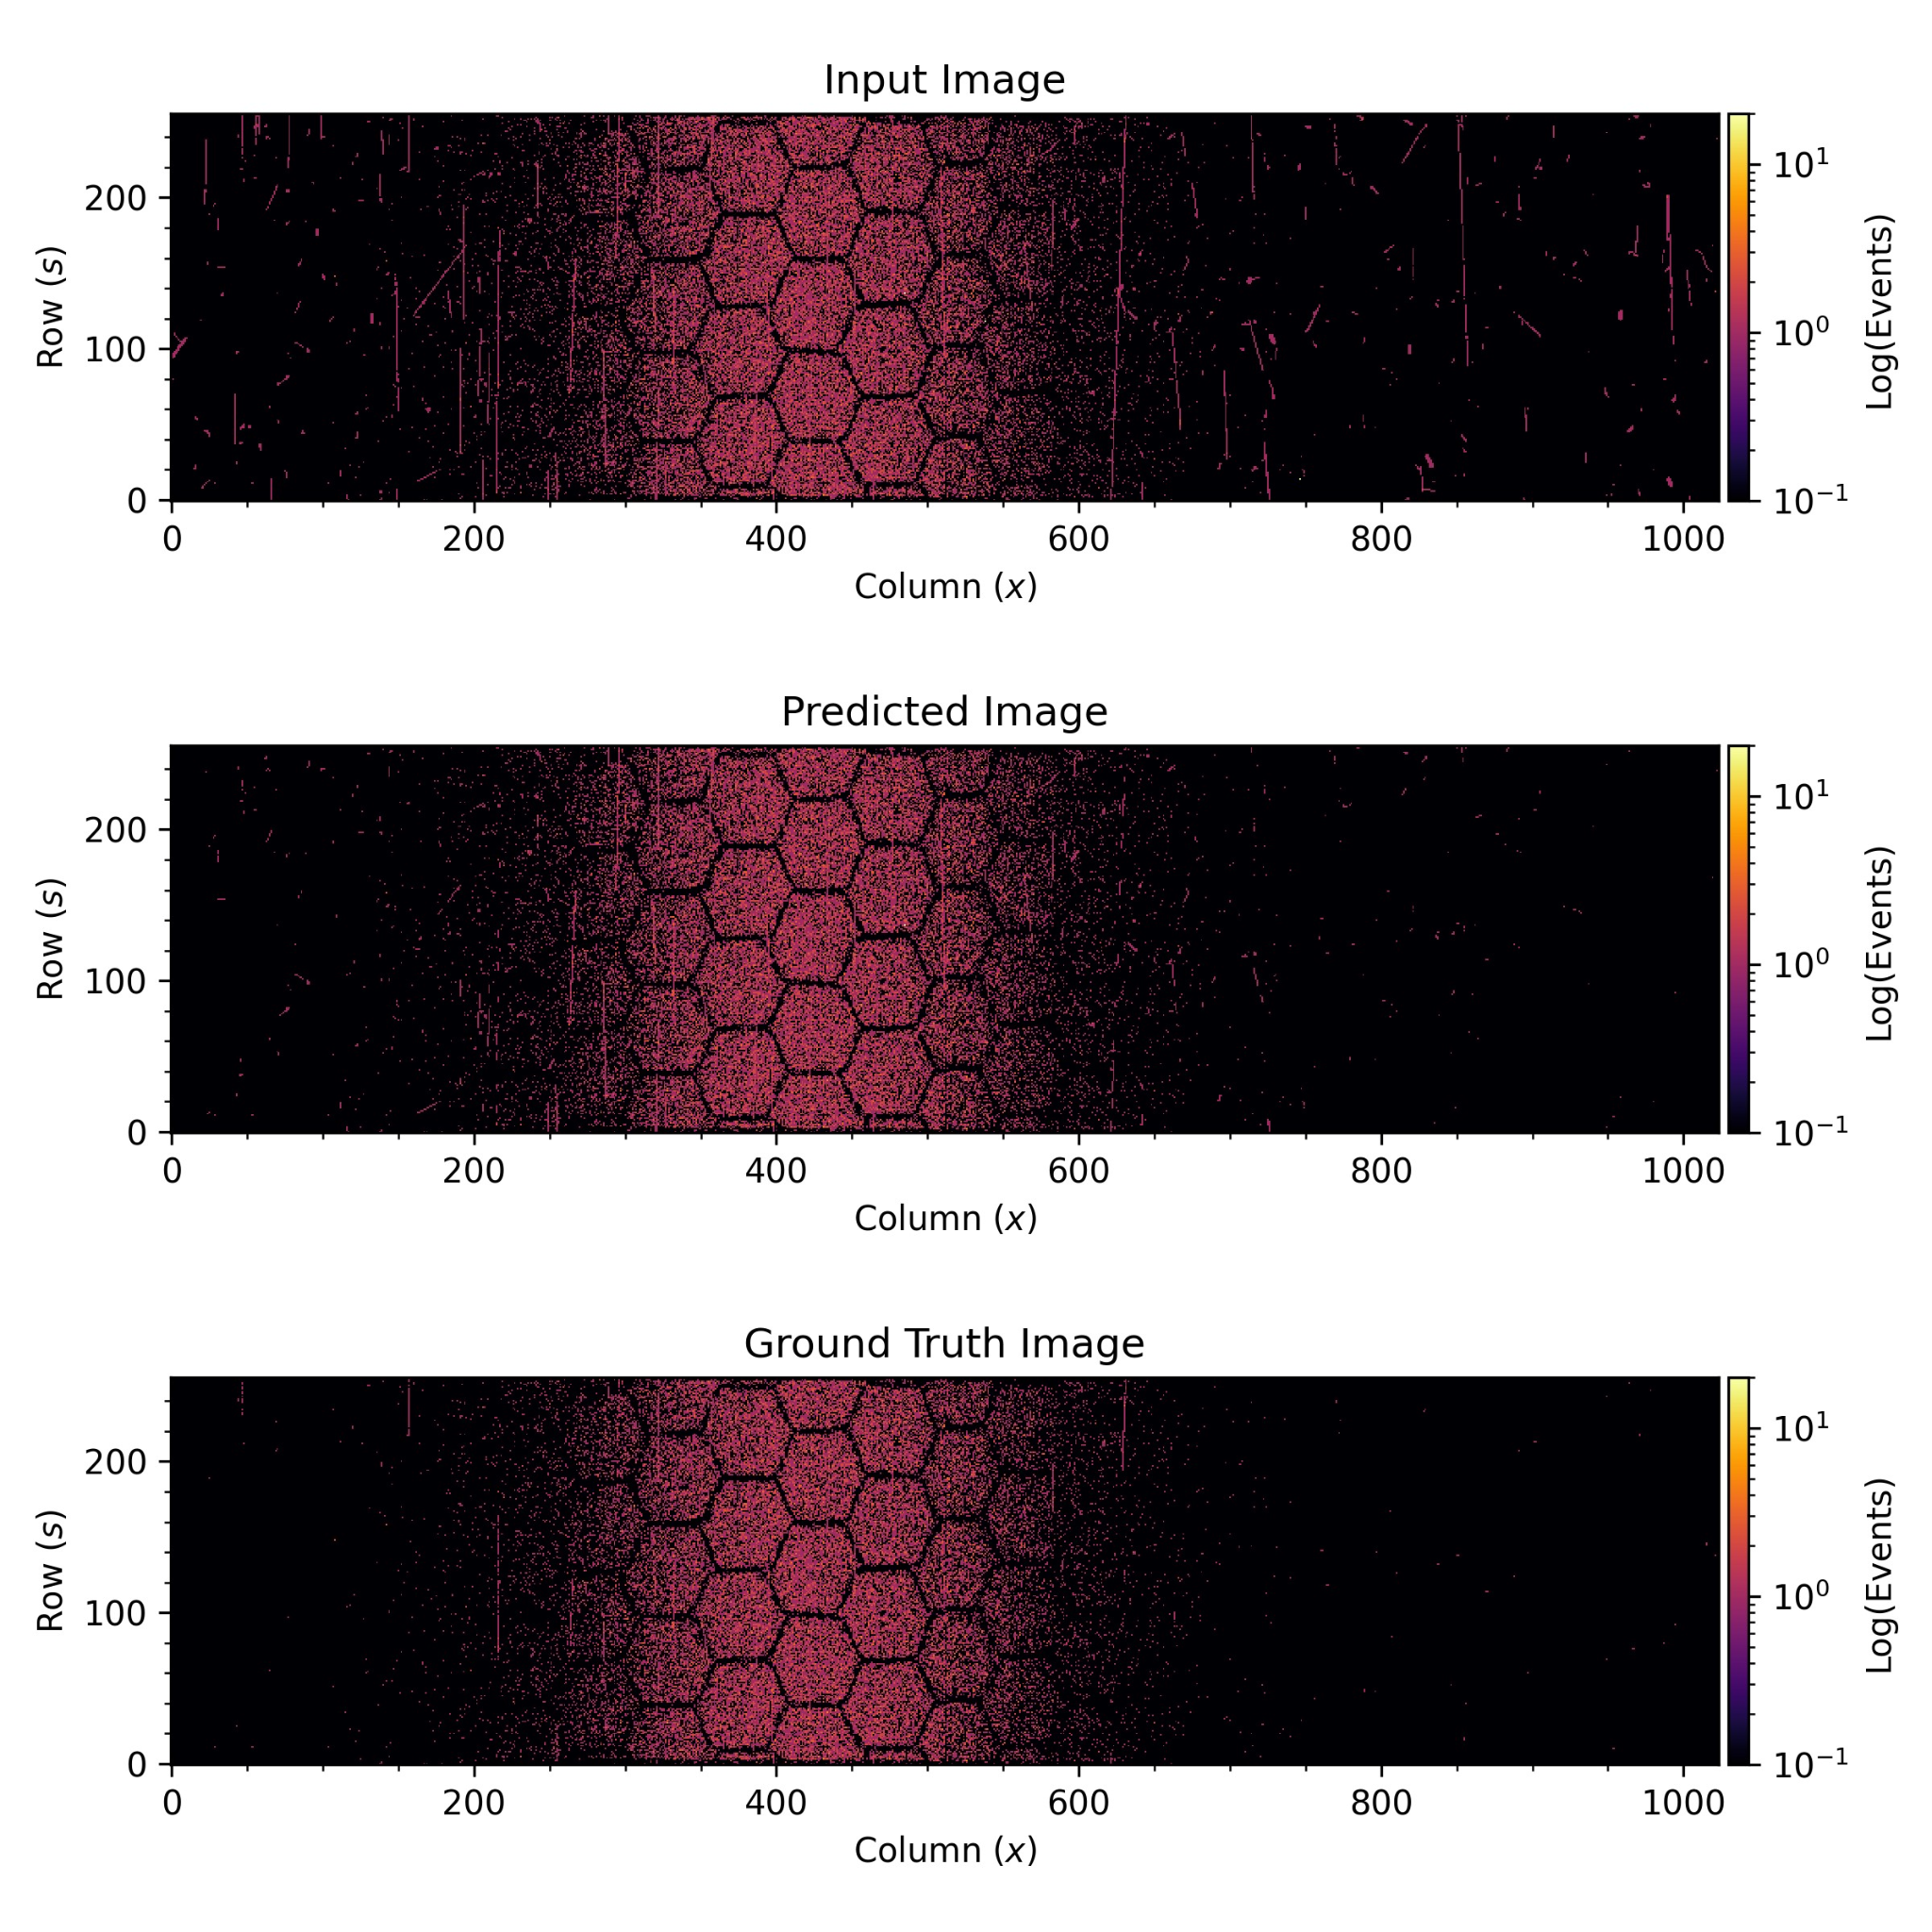 Input Image
Row (s)
200
100
0
0 200 400 600 800 1000
Column (x)
10¹
10⁰
10⁻¹
Log(Events)
Predicted Image
Row (s)
200
100
0
0 200 400 600 800 1000
Column (x)
10¹
10⁰
10⁻¹
Log(Events)
Ground Truth Image
Row (s)
200
100
0
0 200 400 600 800 1000
Column (x)
10¹
10⁰
10⁻¹
Log(Events)